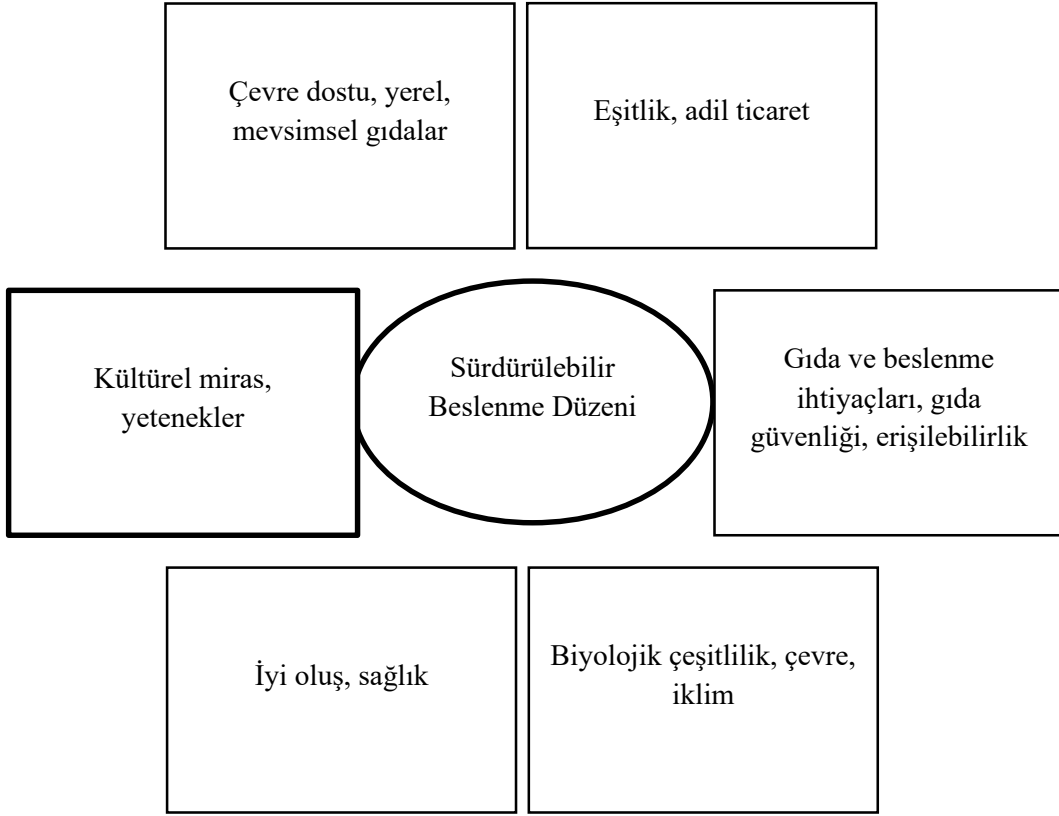 Çevre dostu, yerel,
mevsimsel gıdalar
Eşitlik, adil ticaret
Kültürel miras,
yetenekler
Sürdürülebilir
Beslenme Düzeni
Gıda ve beslenme
ihtiyaçları, gıda
güvenliği, erişilebilirlik
İyi oluş, sağlık
Biyolojik çeşitlilik, çevre,
iklim